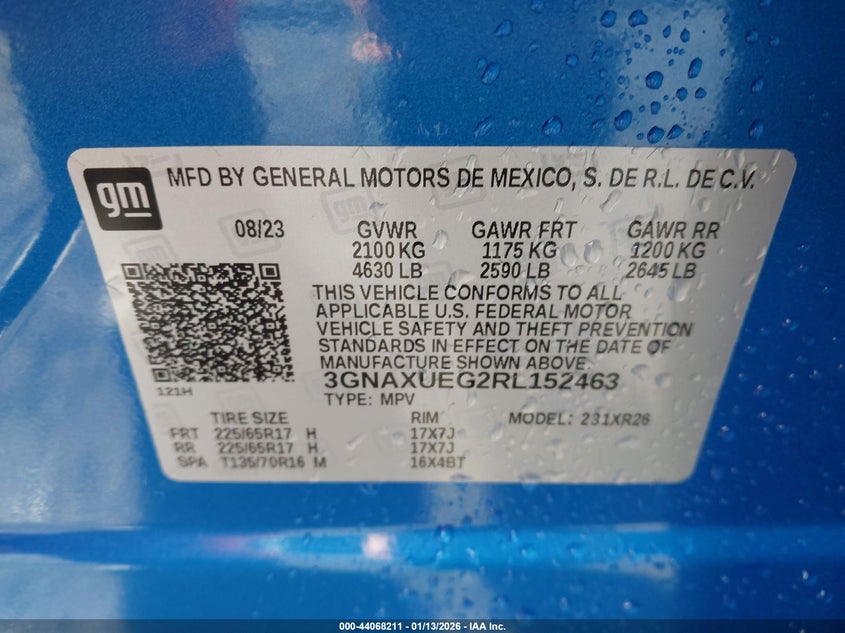 gm
MFD BY GENERAL MOTORS DE MEXICO, S. DE R.L. DE C.V.
08/23 GVWR GAWR FRT GAWR RR
2100 KG 1175 KG 1200 KG
4630 LB 2590 LB 2645 LB
THIS VEHICLE CONFORMS TO ALL
APPLICABLE U.S. FEDERAL MOTOR
VEHICLE SAFETY AND THEFT PREVENTION
STANDARDS IN EFFECT ON THE DATE OF
MANUFACTURE SHOWN ABOVE.
121H
3GNAXUEG2RL152463
TYPE: MPV
TIRE SIZE RIM MODEL: 231XR26
FRT 225/65R17 H 17X7J
RR 225/65R17 H 17X7J
SPA T135/70R16 M 16X4BT
000-44068211 - 01/13/2026 - IAA Inc.